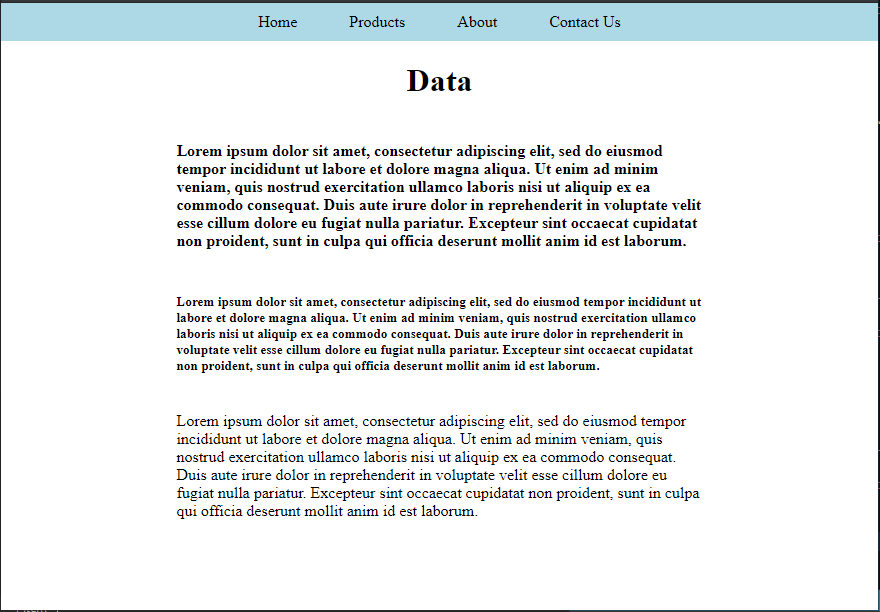 Home Products About Contact Us
Data
Lorem ipsum dolor sit amet, consectetur adipiscing elit, sed do eiusmod
tempor incididunt ut labore et dolore magna aliqua. Ut enim ad minim
veniam, quis nostrud exercitation ullamco laboris nisi ut aliquip ex ea
commodo consequat. Duis aute irure dolor in reprehenderit in voluptate velit
esse cillum dolore eu fugiat nulla pariatur. Excepteur sint occaecat cupidatat
non proident, sunt in culpa qui officia deserunt mollit anim id est laborum.
Lorem ipsum dolor sit amet, consectetur adipiscing elit, sed do eiusmod tempor incididunt ut
labore et dolore magna aliqua. Ut enim ad minim veniam, quis nostrud exercitation ullamco
laboris nisi ut aliquip ex ea commodo consequat. Duis aute irure dolor in reprehenderit in
voluptate velit esse cillum dolore eu fugiat nulla pariatur. Excepteur sint occaecat cupidatat
non proident, sunt in culpa qui officia deserunt mollit anim id est laborum.
Lorem ipsum dolor sit amet, consectetur adipiscing elit, sed do eiusmod tempor
incididunt ut labore et dolore magna aliqua. Ut enim ad minim veniam, quis
nostrud exercitation ullamco laboris nisi ut aliquip ex ea commodo consequat.
Duis aute irure dolor in reprehenderit in voluptate velit esse cillum dolore eu
fugiat nulla pariatur. Excepteur sint occaecat cupidatat non proident, sunt in culpa
qui officia deserunt mollit anim id est laborum.